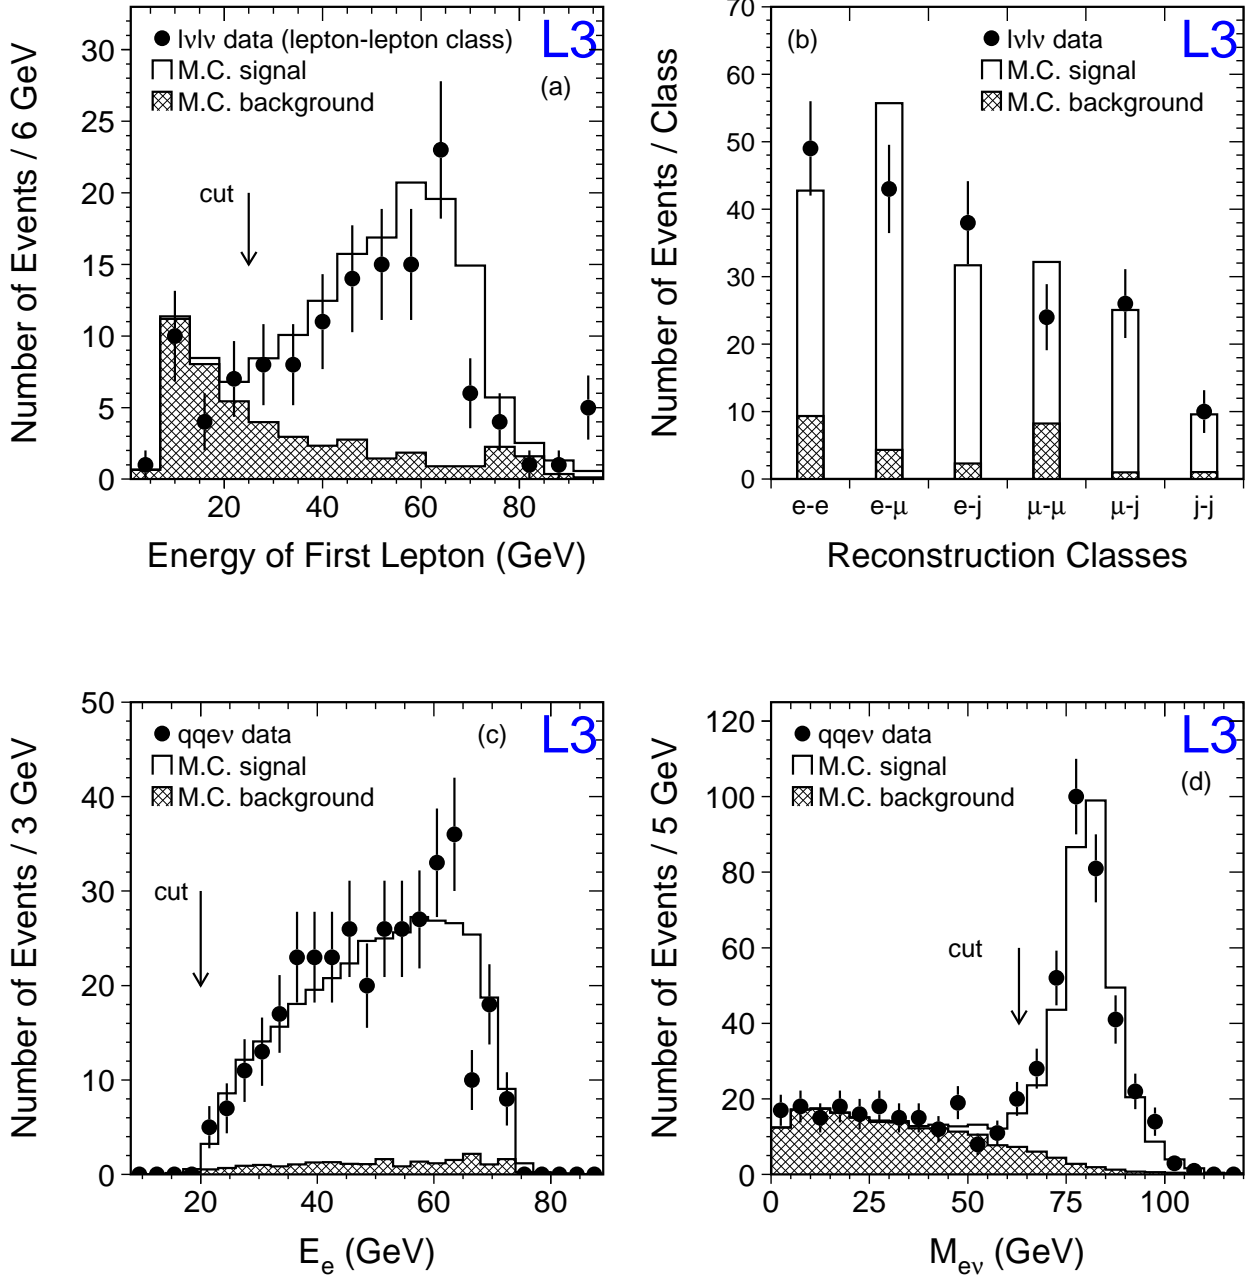 L3
(a)
lνlν data (lepton-lepton class)
M.C. signal
M.C. background
cut
Number of Events / 6 GeV
0
5
10
15
20
25
30
20
40
60
80
Energy of First Lepton (GeV)
L3
(b)
lνlν data
M.C. signal
M.C. background
Number of Events / Class
0
10
20
30
40
50
60
70
e-e
e-μ
e-j
μ-μ
μ-j
j-j
Reconstruction Classes
L3
(c)
qqeν data
M.C. signal
M.C. background
cut
Number of Events / 3 GeV
0
10
20
30
40
50
20
40
60
80
Ee (GeV)
L3
(d)
qqeν data
M.C. signal
M.C. background
cut
Number of Events / 5 GeV
0
20
40
60
80
100
120
0
25
50
75
100
Meν (GeV)